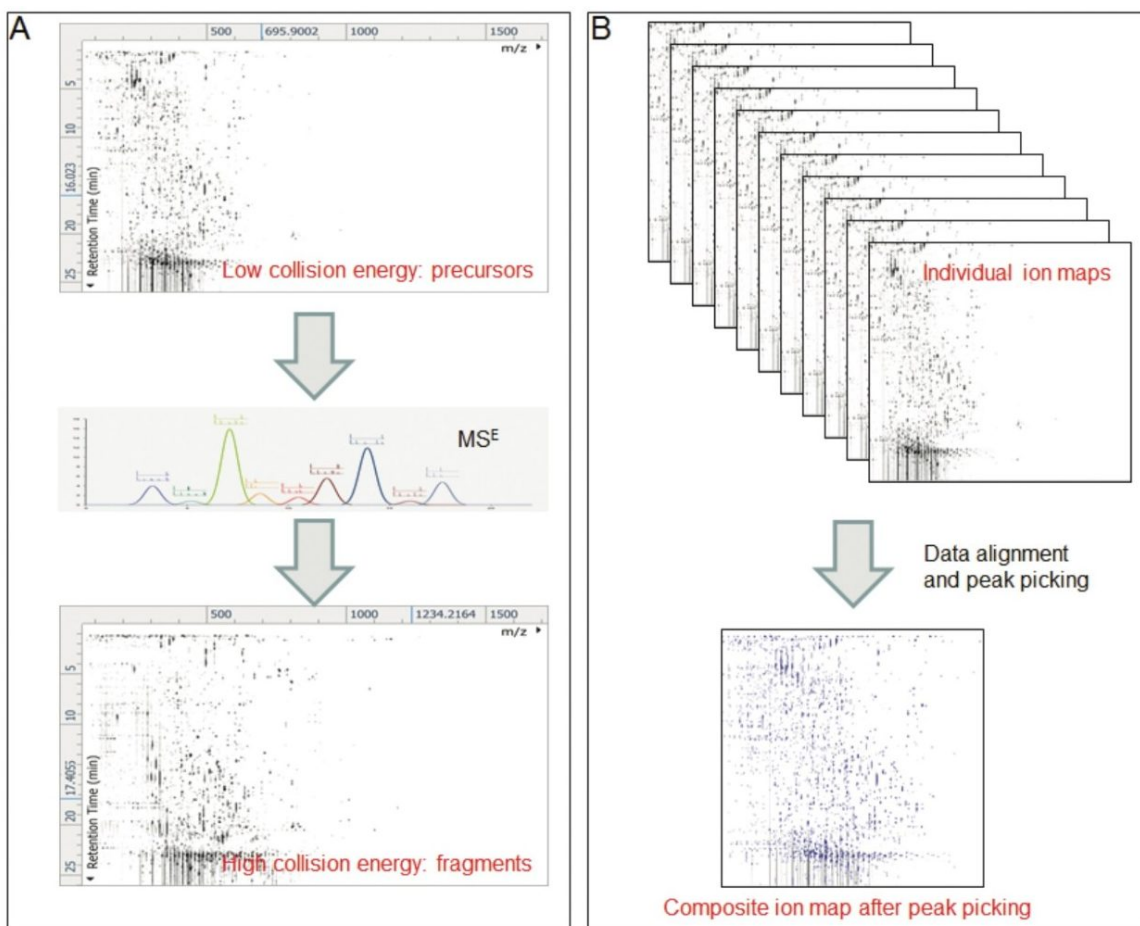 A
500 695.9002 1000 1500
m/z
5
10
16.023
20
25
Retention Time (min)
Low collision energy: precursors
MSᴱ
500 1000 1234.2164 1500
m/z
5
10
17.4055
20
25
Retention Time (min)
High collision energy: fragments
B
Individual ion maps
Data alignment
and peak picking
Composite ion map after peak picking